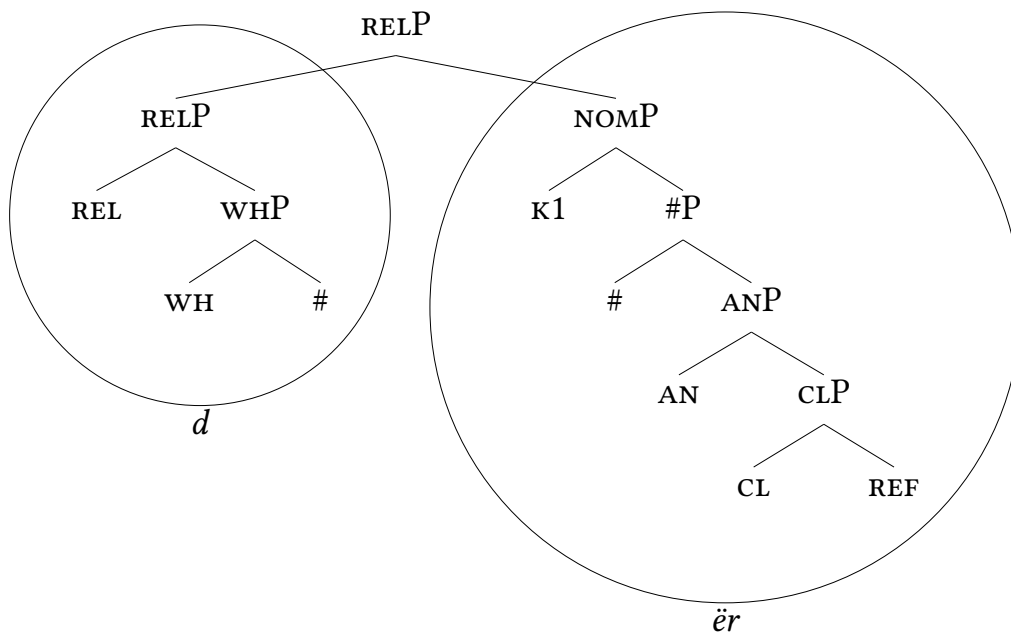 RELP
RELP NOMP
REL WHP K1 #P
WH # # ANP
AN CLP
d
CL REF
ër